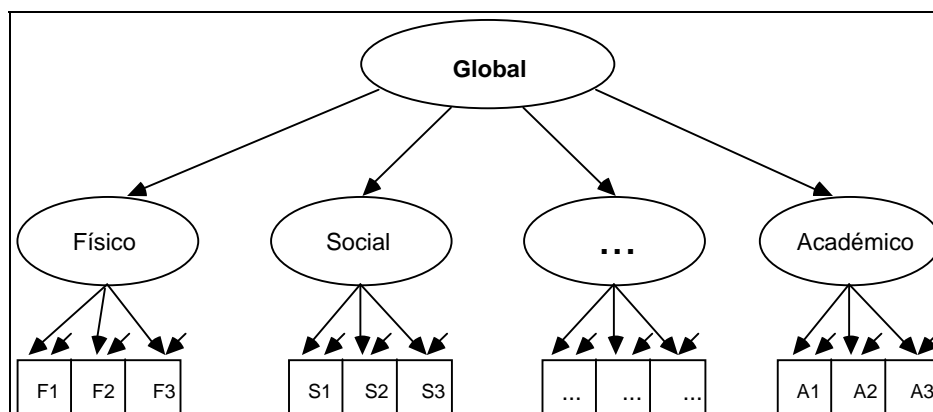 Global
Físico Social ... Académico
F1 F2 F3 S1 S2 S3 ... ... ... A1 A2 A3